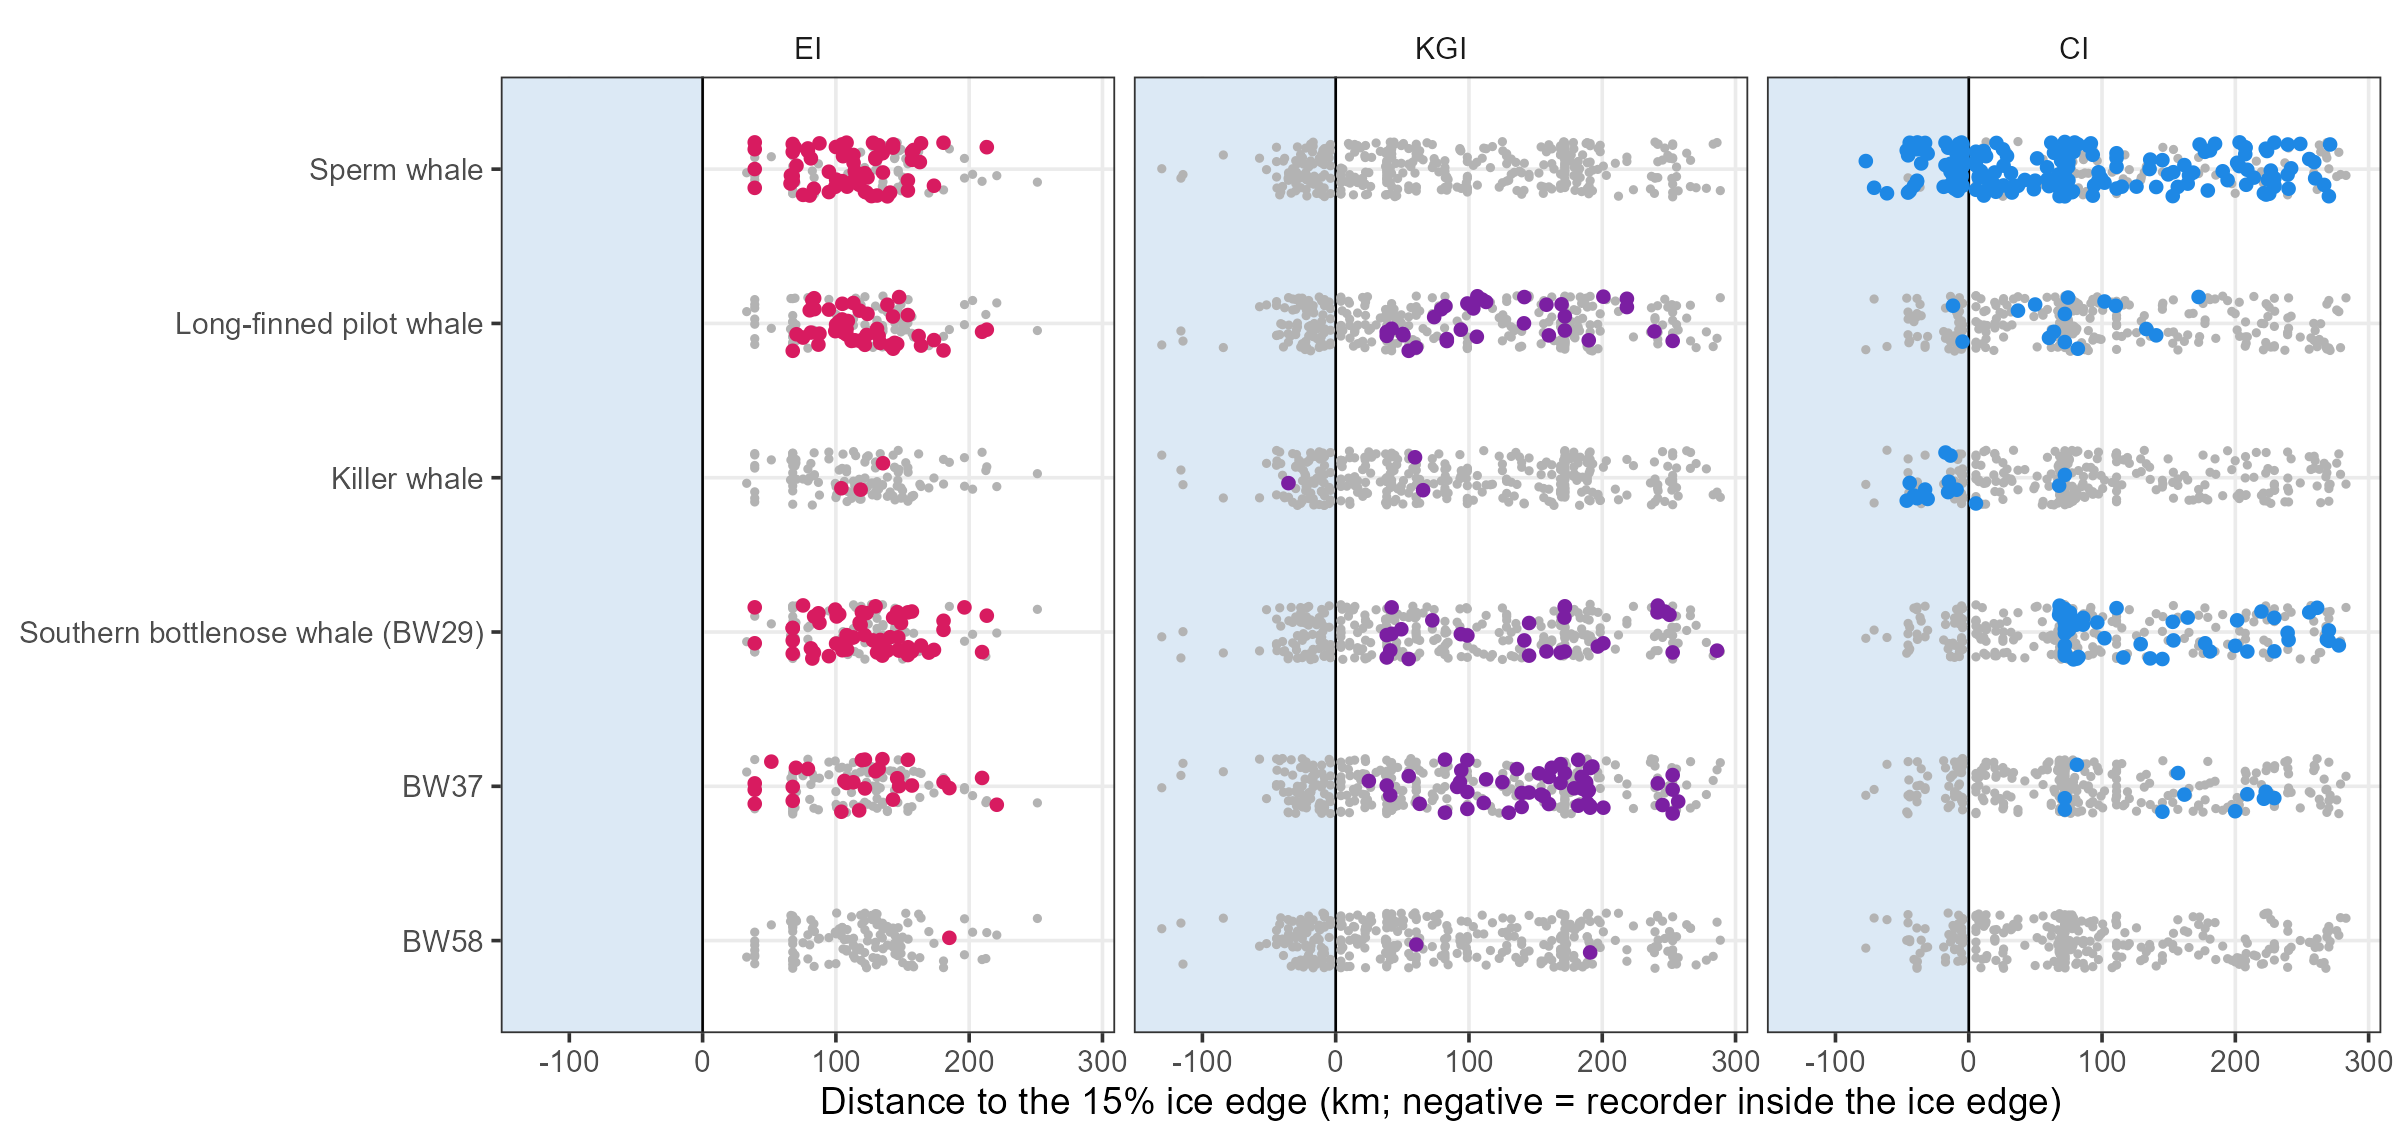 EI KGI CI
Sperm whale
Long-finned pilot whale
Killer whale
Southern bottlenose whale (BW29)
BW37
BW58
-100 0 100 200 300 -100 0 100 200 300 -100 0 100 200 300
Distance to the 15% ice edge (km; negative = recorder inside the ice edge)